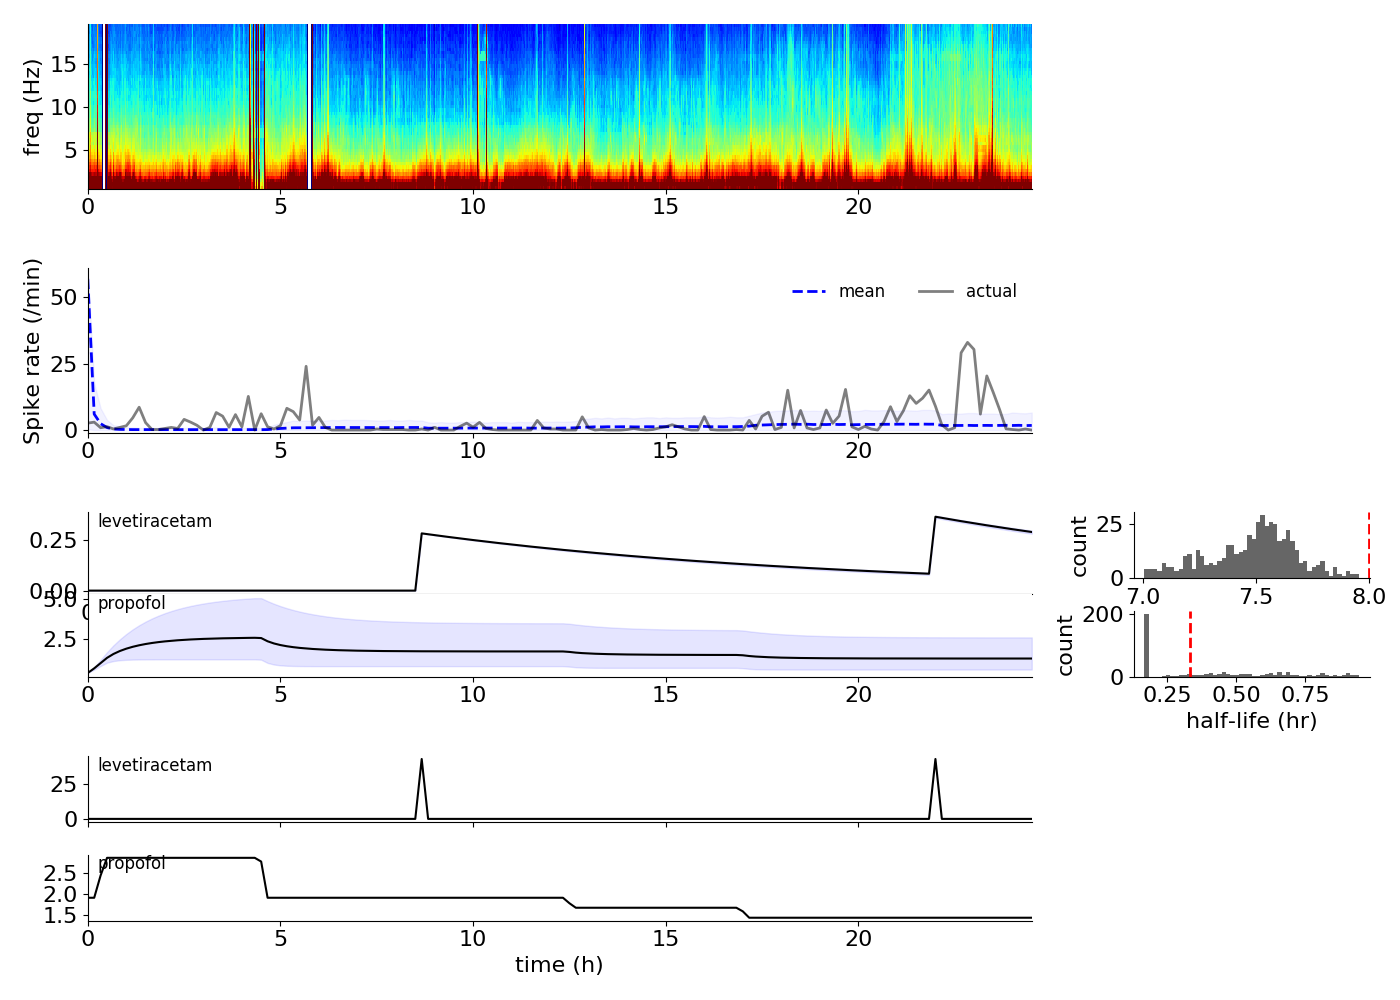 freq (Hz)
15
10
5
0 5 10 15 20
Spike rate (/min)
50
25
0
mean actual
0 5 10 15 20
levetiracetam
0.25
0.00
0
propofol
5.0
2.5
0 5 10 15 20
count
25
0
7.0 7.5 8.0
count
200
0
0.25 0.50 0.75
half-life (hr)
levetiracetam
25
0
propofol
2.5
2.0
1.5
0 5 10 15 20
time (h)